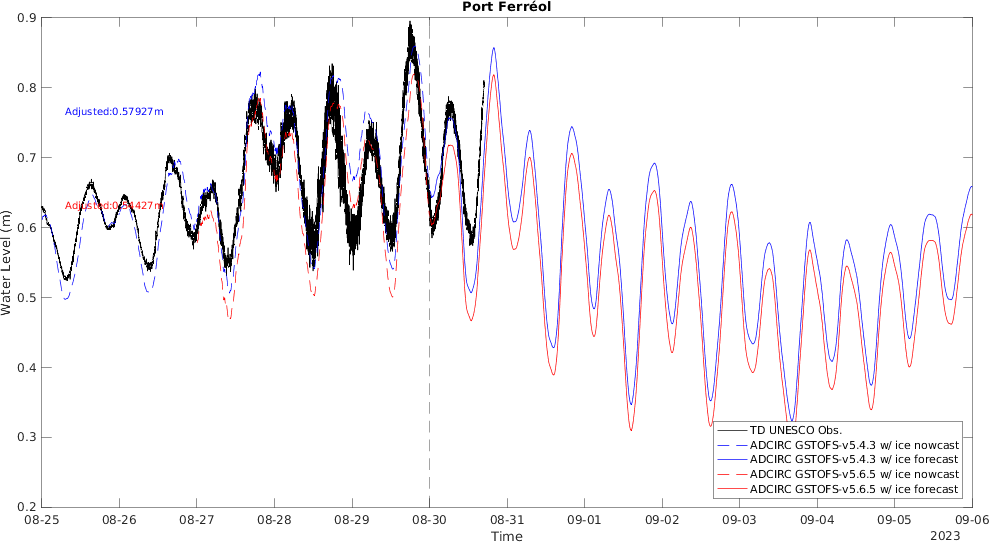 Port Ferréol
0.9
0.8
0.7
0.6
0.5
0.4
0.3
0.2
Water Level (m)
Adjusted:0.57927m
Adjusted:0.54427m
TD UNESCO Obs.
ADCIRC GSTOFS-v5.4.3 w/ ice nowcast
ADCIRC GSTOFS-v5.4.3 w/ ice forecast
ADCIRC GSTOFS-v5.6.5 w/ ice nowcast
ADCIRC GSTOFS-v5.6.5 w/ ice forecast
08-25 08-26 08-27 08-28 08-29 08-30 08-31 09-01 09-02 09-03 09-04 09-05 09-06
Time
2023